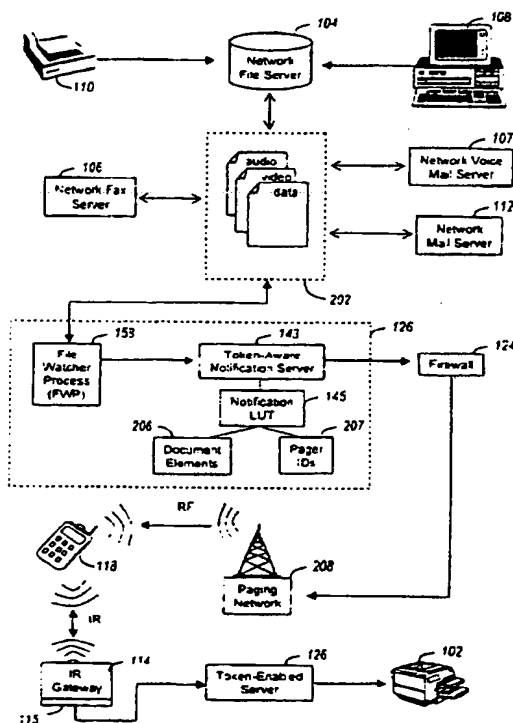 104
108
Network
File Server
110
107
audio
video
data
106
Network Fax
Server
Network Voice
Mail Server
112
Network
Mail Server
202
126
153
143
124
File
Watcher
Process
(FWP)
Token-Aware
Notification Server
Firewall
145
Notification
LUT
206
207
Document
Elements
Pager
IDs
RF
118
208
Paging
Network
IR
114
126
102
IR
Gateway
Token-Enabled
Server
115